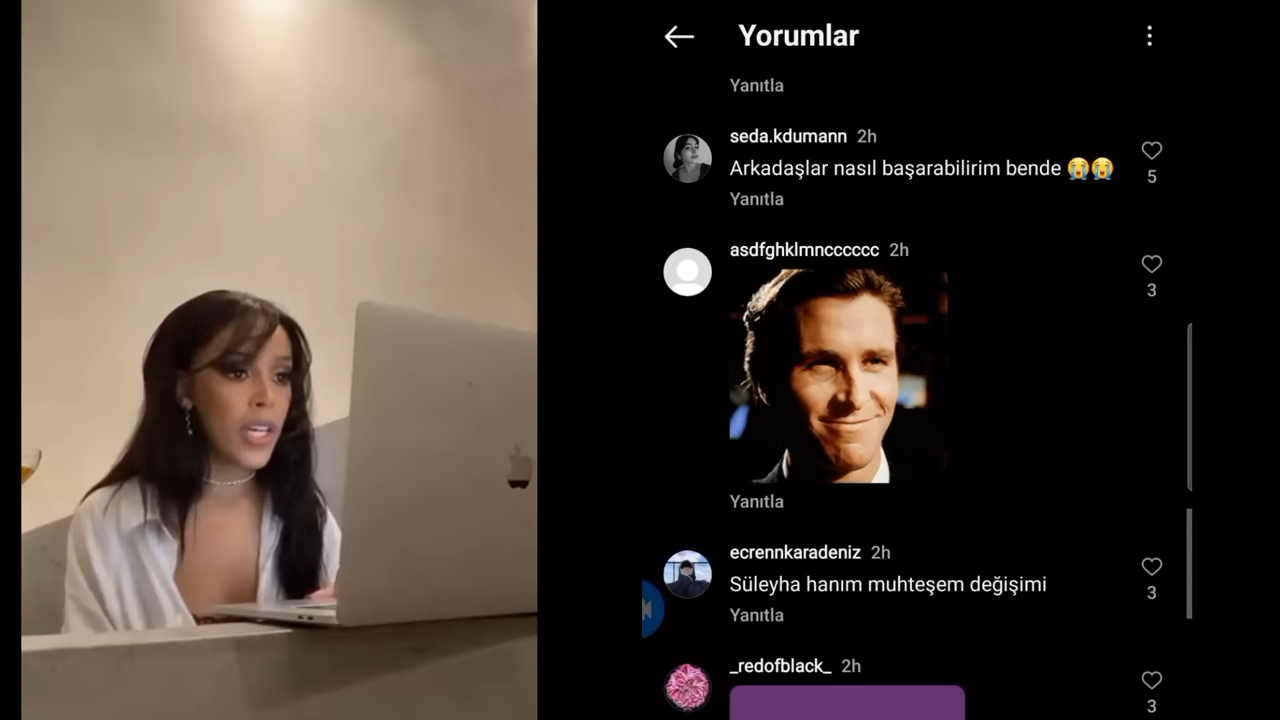 Yorumlar
Yanıtla
seda.kdumann 2h
Arkadaşlar nasıl başarabilirim bende 😭😭
5
Yanıtla
asdfghklmncccccc 2h
3
Yanıtla
ecrennkaradeniz 2h
Süleyha hanım muhteşem değişimi
3
Yanıtla
_redofblack_ 2h
3